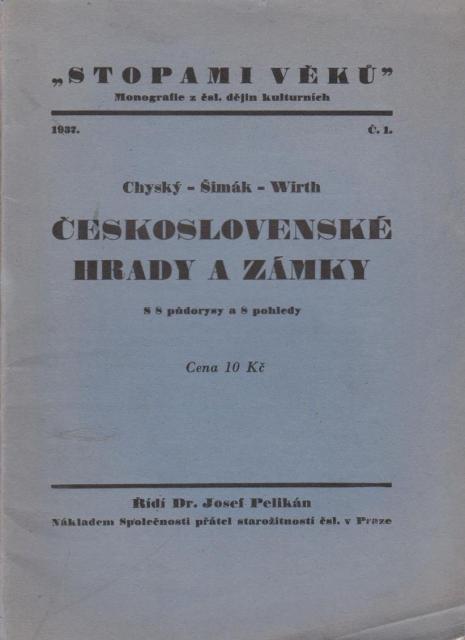 „STOPAMI VĚKŮ”
Monografie z čsl. dějin kulturních
1937.
Č. 1.
Chyský - Šimák - Wirth
ČESKOSLOVENSKÉ
HRADY A ZÁMKY
S 8 půdorysy a 8 pohledy
Cena 10 Kč
Řídí Dr. Josef Pelikán
Nákladem Společnosti přátel starožitností čsl. v Praze